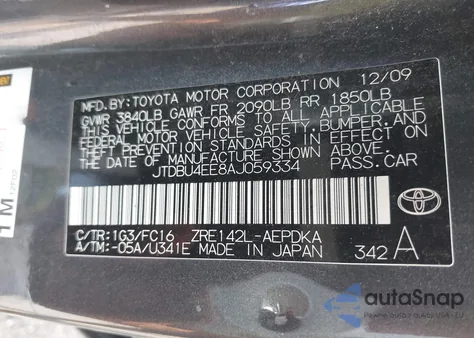 MFD. BY: TOYOTA MOTOR CORPORATION 12/09
GVWR 3840LB GAWR FR 2090LB RR 1850LB
THIS VEHICLE CONFORMS TO ALL APPLICABLE
FEDERAL MOTOR VEHICLE SAFETY AND
THEFT PREVENTION STANDARDS IN EFFECT ON
THE DATE OF MANUFACTURE SHOWN ABOVE.
JTDBU4EE8AJ059334 PASS. CAR
TOYOTA
C/TR: 1G3/FC16 ZRE142L-AEPDKA
A/TM: -05A/U341E MADE IN JAPAN 342 A
autoSnap